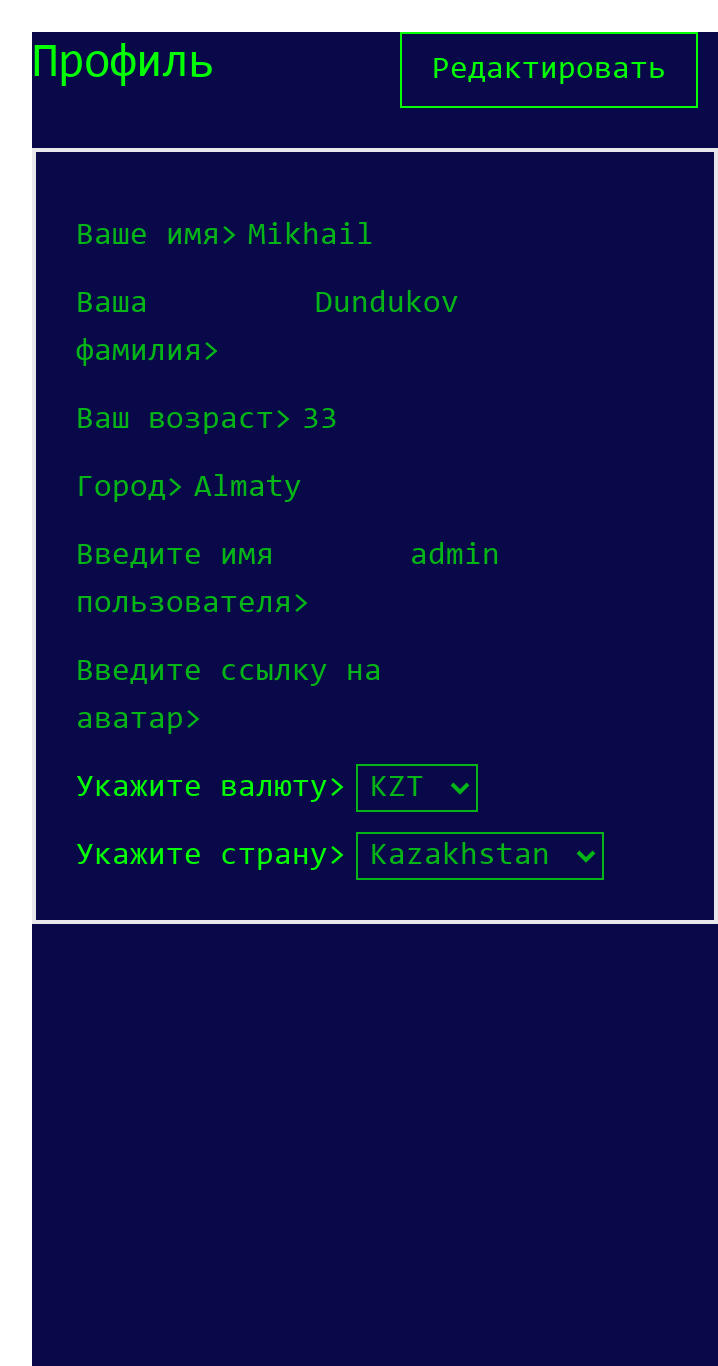 Профиль
Редактировать
Ваше имя> Mikhail
Ваша Dundukov
фамилия>
Ваш возраст> 33
Город> Almaty
Введите имя admin
пользователя>
Введите ссылку на
аватар>
Укажите валюту> KZT
Укажите страну> Kazakhstan